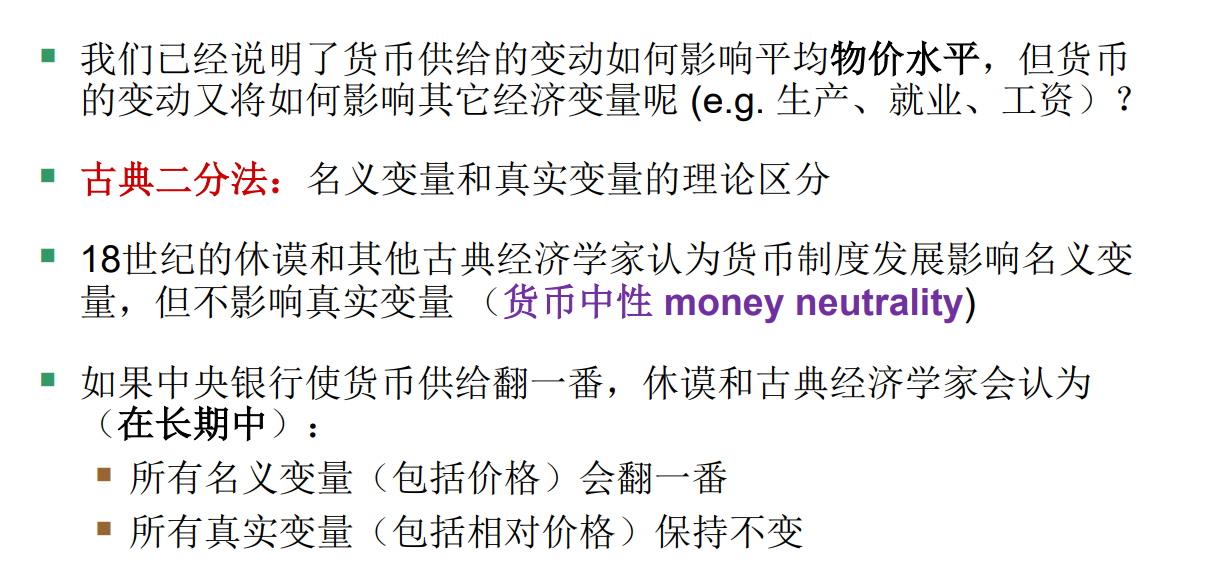 我们已经说明了货币供给的变动如何影响平均物价水平，但货币
的变动又将如何影响其它经济变量呢 (e.g. 生产、就业、工资）？
古典二分法：名义变量和真实变量的理论区分
18世纪的休谟和其他古典经济学家认为货币制度发展影响名义变
量，但不影响真实变量 （货币中性 money neutrality)
如果中央银行使货币供给翻一番，休谟和古典经济学家会认为
（在长期中）：
所有名义变量（包括价格）会翻一番
所有真实变量（包括相对价格）保持不变